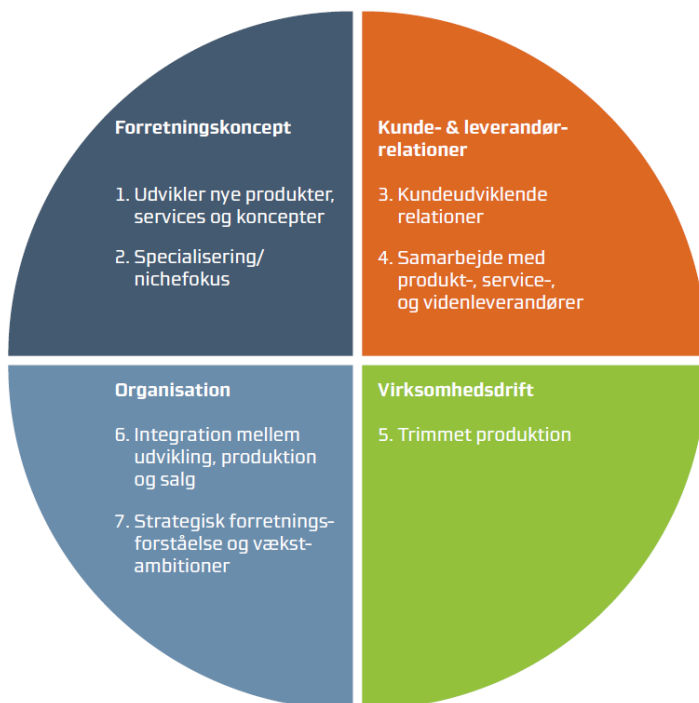 Forretningskoncept
1. Udvikler nye produkter,
services og koncepter
2. Specialisering/
nichefokus
Kunde- & leverandør-
relationer
3. Kundeudviklende
relationer
4. Samarbejde med
produkt-, service-,
og videnleverandører
Organisation
6. Integration mellem
udvikling, produktion
og salg
7. Strategisk forretnings-
forståelse og vækst-
ambitioner
Virksomhedsdrift
5. Trimmet produktion